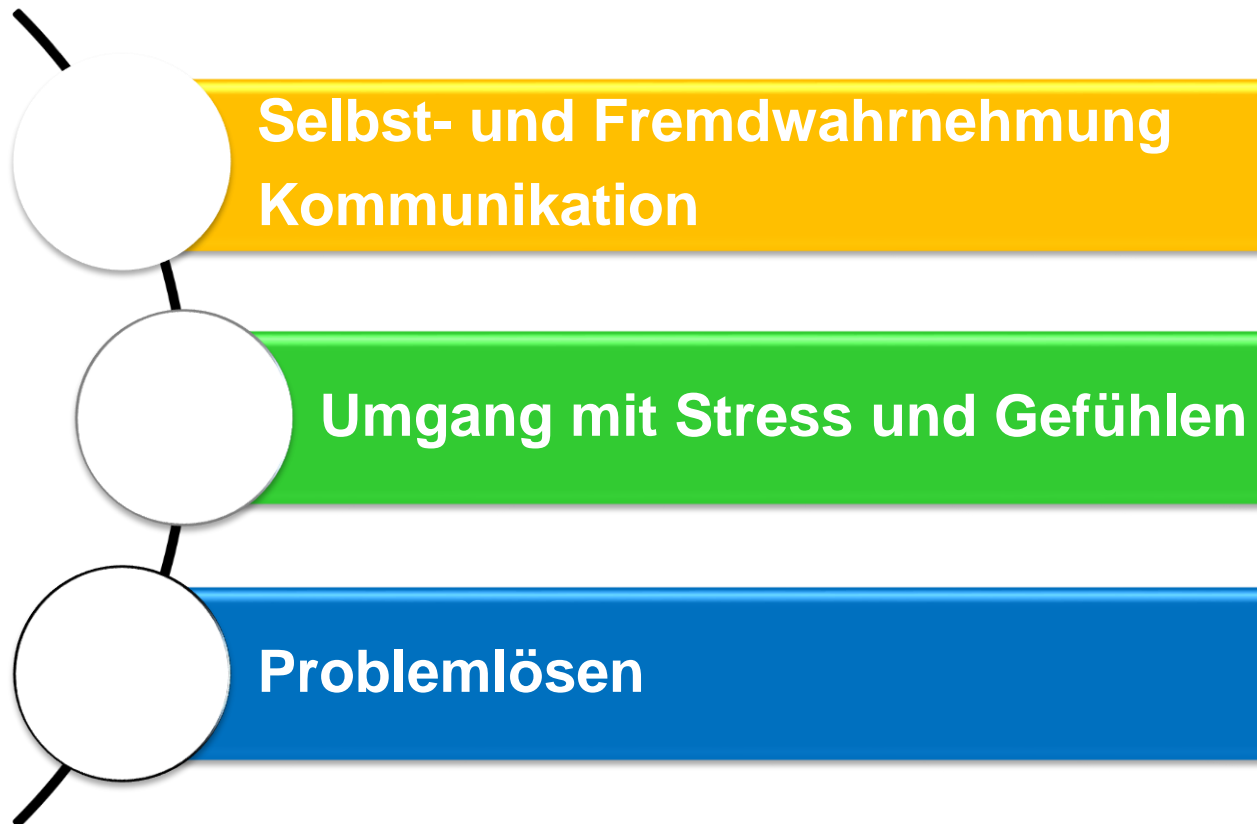 Selbst- und Fremdwahrnehmung
Kommunikation
Umgang mit Stress und Gefühlen
Problemlösen